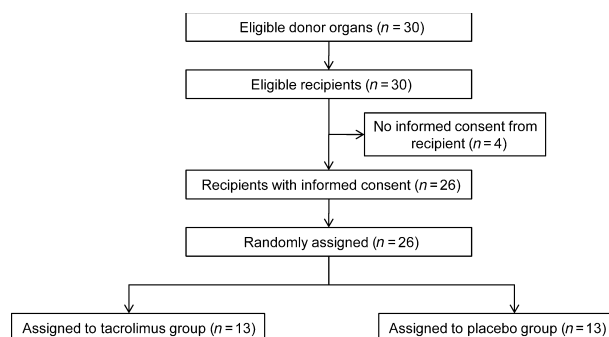 Eligible donor organs (n = 30)
Eligible recipients (n = 30)
No informed consent from
recipient (n = 4)
Recipients with informed consent (n = 26)
Randomly assigned (n = 26)
Assigned to tacrolimus group (n = 13)
Assigned to placebo group (n = 13)